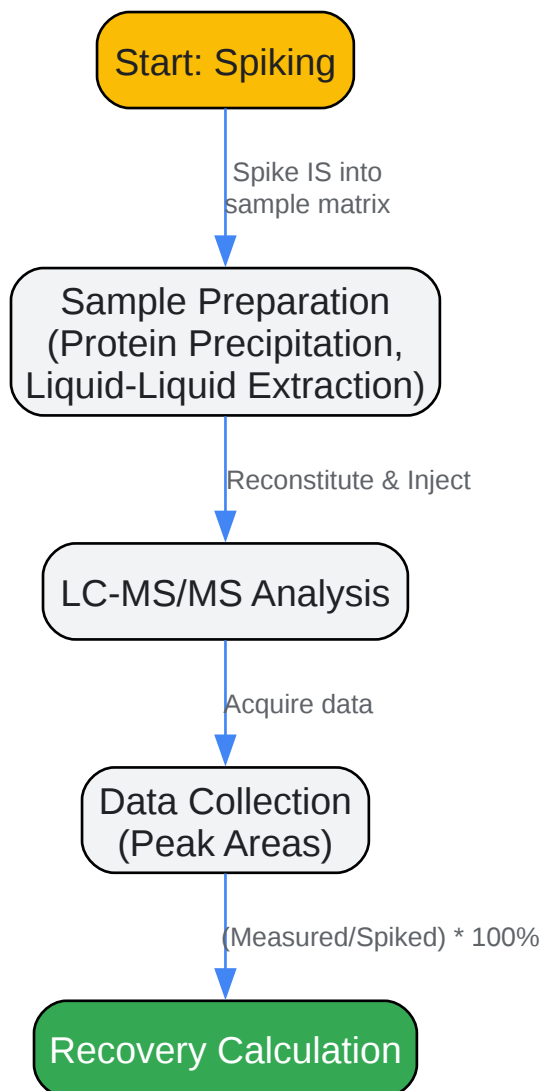 Start: Spiking
Spike IS into
sample matrix
Sample Preparation
(Protein Precipitation,
Liquid-Liquid Extraction)
Reconstitute & Inject
LC-MS/MS Analysis
Acquire data
Data Collection
(Peak Areas)
(Measured/Spiked) * 100%
Recovery Calculation